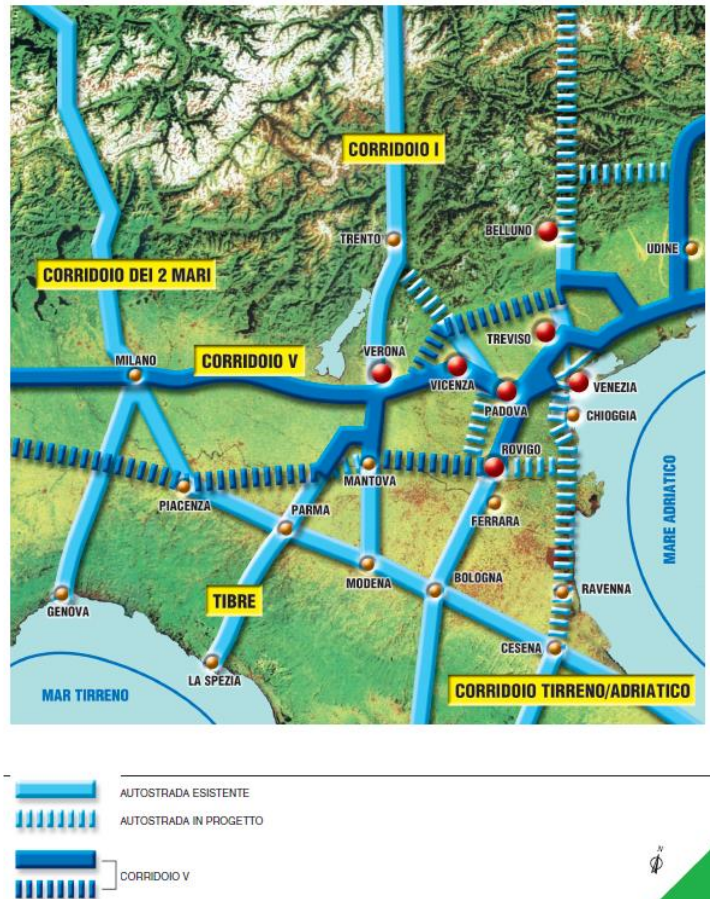 CORRIDOIO I
TRENTO
BELLUNO
UDINE
CORRIDOIO DEI 2 MARI
TREVISO
MILANO
CORRIDOIO V
VERONA
VICENZA
VENEZIA
PADOVA
CHIOGGIA
ROVIGO
MANTOVA
PIACENZA
PARMA
FERRARA
MARE ADRIATICO
MODENA
BOLOGNA
RAVENNA
GENOVA
TIBRE
CESENA
LA SPEZIA
MAR TIRRENO
CORRIDOIO TIRRENO/ADRIATICO
AUTOSTRADA ESISTENTE
AUTOSTRADA IN PROGETTO
N
CORRIDOIO V